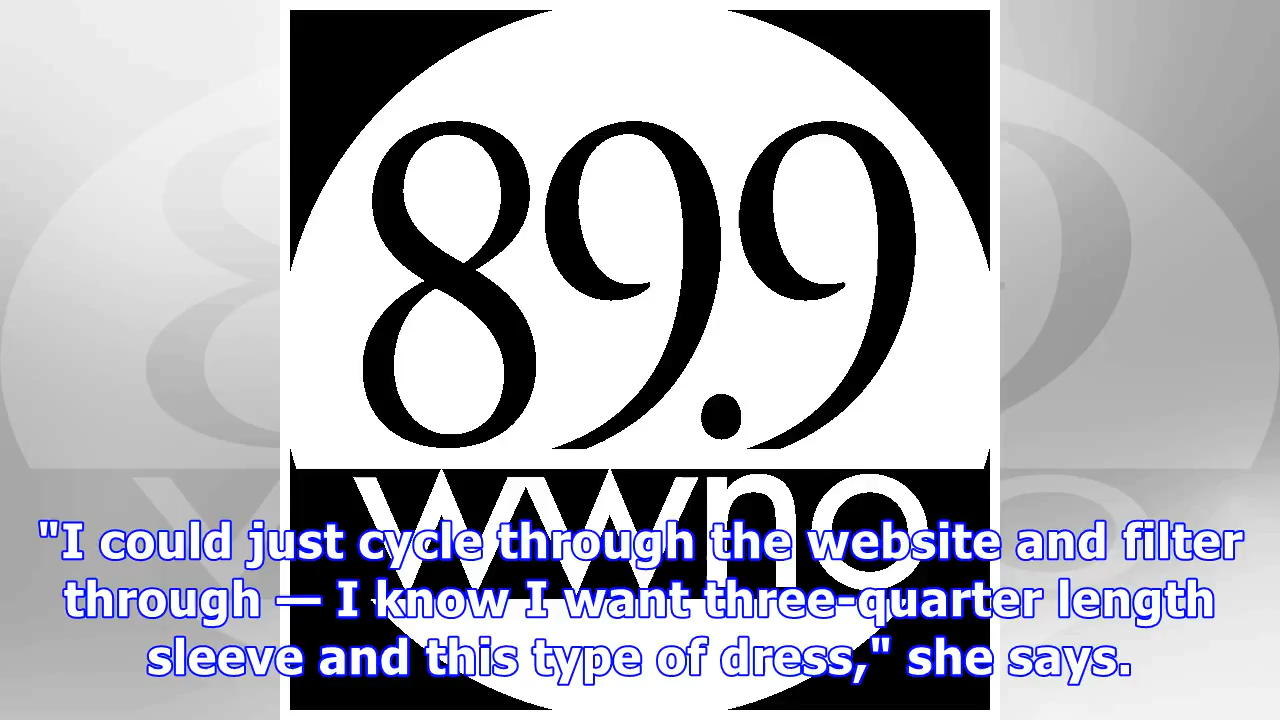 89.9
wwno
"I could just cycle through the website and filter
through — I know I want three-quarter length
sleeve and this type of dress," she says.